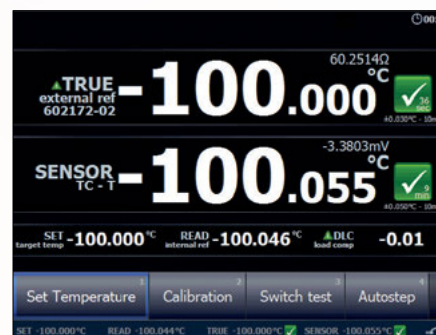 60.2514Ω
▲TRUE
external ref
602172-02
-100.000 °C
36
sec
±0.030°C - 10m
-3.3803mV
SENSOR
TC - T
-100.055 °C
9
min
±0.050°C - 10m
SET
target temp
-100.000 °C
READ
internal ref
-100.046 °C
▲DLC
load comp
-0.01
1
Set Temperature
2
Calibration
3
Switch test
4
Autostep
SET -100.000°C READ -100.044°C TRUE -100.000°C SENSOR -100.055°C